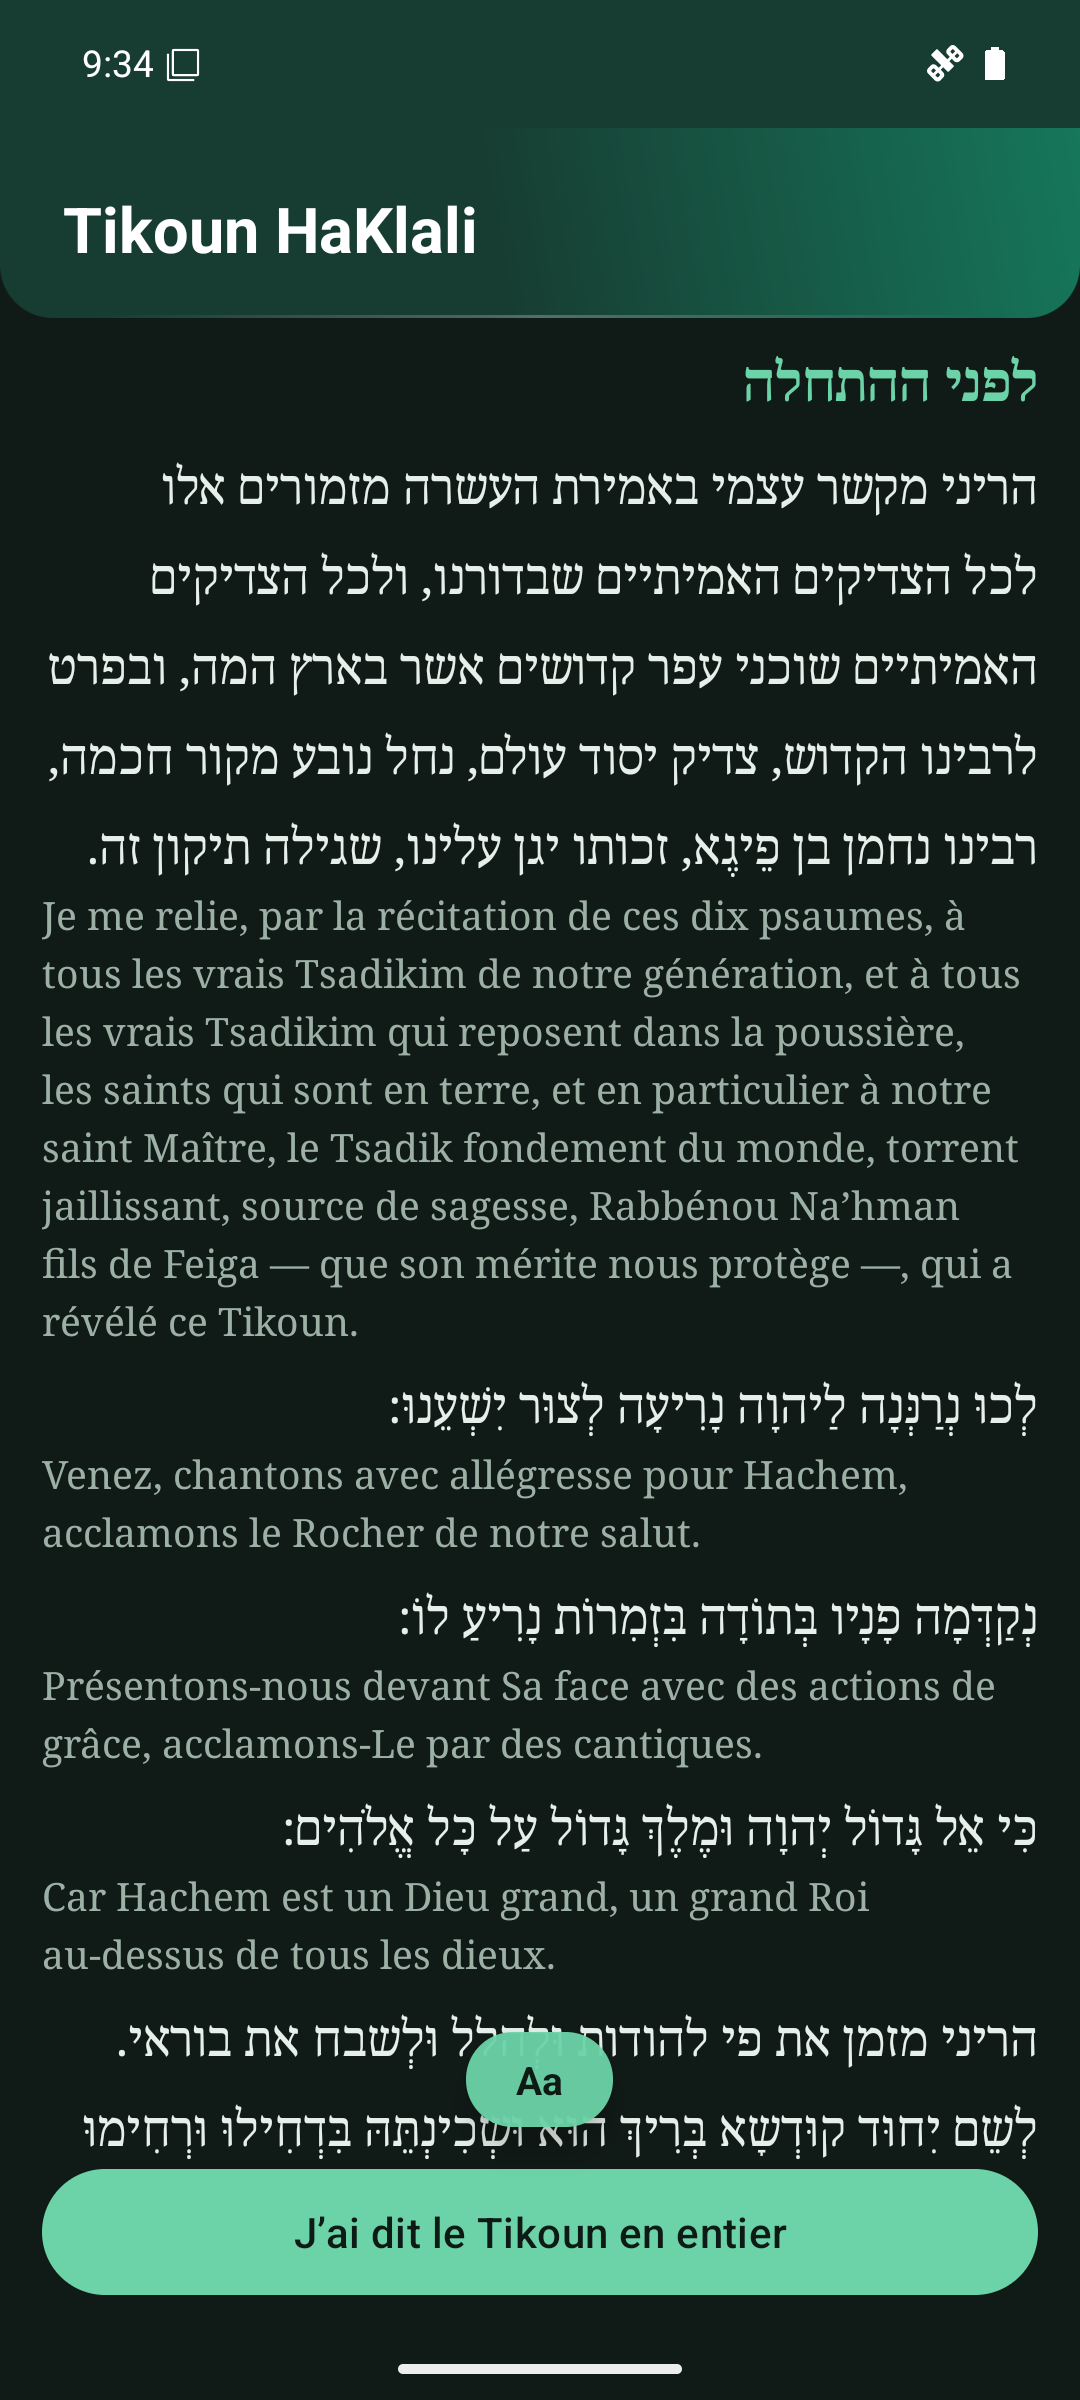 9:34
Tikoun HaKlali
לפני ההתחלה
הריני מקשר עצמי באמירת העשרה מזמורים אלו
לכל הצדיקים האמיתיים שבדורנו, ולכל הצדיקים
האמיתיים שוכני עפר קדושים אשר בארץ המה, ובפרט
לרבינו הקדוש, צדיק יסוד עולם, נחל נובע מקור חכמה,
רבינו נחמן בן פֵיגֶא, זכותו יגן עלינו, שגילה תיקון זה.
Je me relie, par la récitation de ces dix psaumes, à
tous les vrais Tsadikim de notre génération, et à tous
les vrais Tsadikim qui reposent dans la poussière,
les saints qui sont en terre, et en particulier à notre
saint Maître, le Tsadik fondement du monde, torrent
jaillissant, source de sagesse, Rabbénou Na’hman
fils de Feiga — que son mérite nous protège —, qui a
révélé ce Tikoun.
לְכוּ נְרַנְּנָה לַיהוָה נָרִיעָה לְצוּר יִשְׁעֵנוּ:
Venez, chantons avec allégresse pour Hachem,
acclamons le Rocher de notre salut.
נְקַדְּמָה פָנָיו בְּתוֹדָה בִּזְמִרוֹת נָרִיעַ לוֹ:
Présentons-nous devant Sa face avec des actions de
grâce, acclamons-Le par des cantiques.
כִּי אֵל גָּדוֹל יְהוָה וּמֶלֶךְ גָּדוֹל עַל כָּל אֱלֹהִים:
Car Hachem est un Dieu grand, un grand Roi
au-dessus de tous les dieux.
הריני מזמן את פי להודות וּלְהלל וּלְשבח את בוראי.
Aa
לְשֵׁם יִחוּד קוּדְשָׁא בְּרִיךְ הוּא וּשְׁכִינְתֵּהּ בִּדְחִילוּ וּרְחִימוּ
J’ai dit le Tikoun en entier